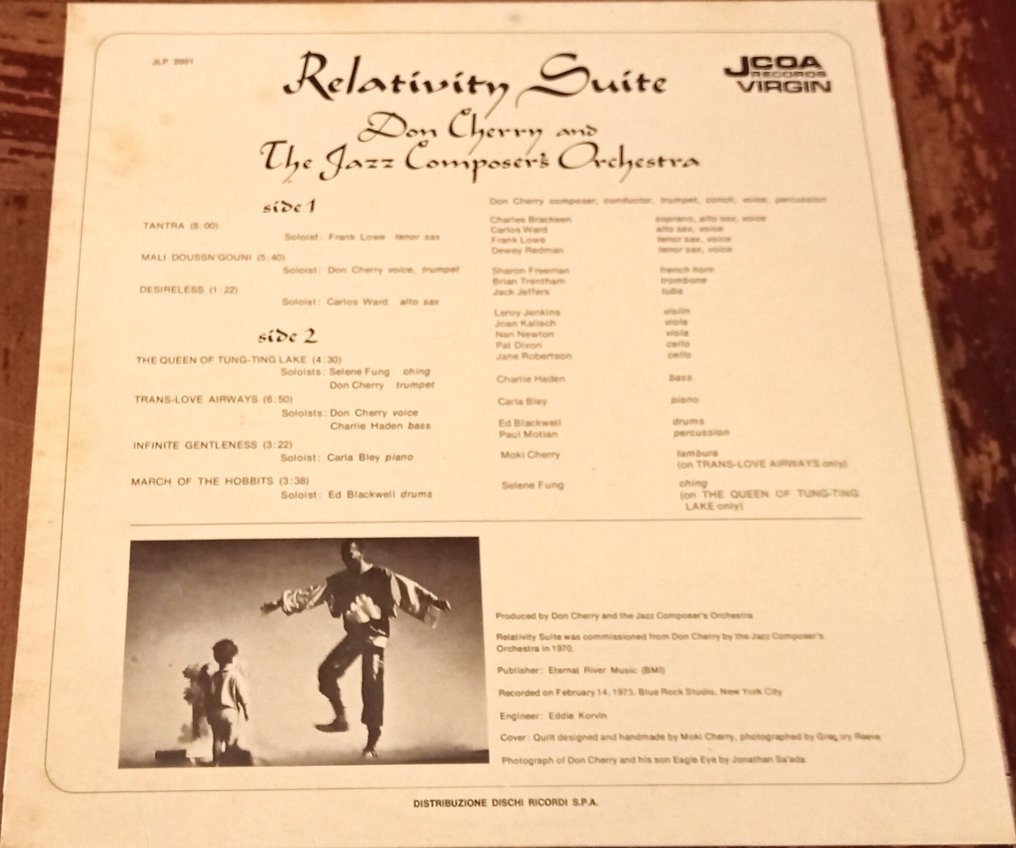 JLP 2001
Relativity Suite
JCOA
RECORDS
VIRGIN
Don Cherry and
The Jazz Composer's Orchestra
side 1
TANTRA (8:00)
Soloist: Frank Lowe tenor sax
MALI DOUSSN'GOUNI (5:40)
Soloist: Don Cherry voice, trumpet
DESIRELESS (1:22)
Soloist: Carlos Ward alto sax
side 2
THE QUEEN OF TUNG-TING LAKE (4:30)
Soloists: Selene Fung ching
Don Cherry trumpet
TRANS-LOVE AIRWAYS (6:50)
Soloists: Don Cherry voice
Charlie Haden bass
INFINITE GENTLENESS (3:22)
Soloist: Carla Bley piano
MARCH OF THE HOBBITS (3:38)
Soloist: Ed Blackwell drums
Don Cherry composer, conductor, trumpet, conch, voice, percussion
Charles Brackeen soprano, alto sax, voice
Carlos Ward alto sax, voice
Frank Lowe tenor sax, voice
Dewey Redman tenor sax, voice
Sharon Freeman french horn
Brian Trentham trombone
Jack Jeffers tuba
Leroy Jenkins violin
Joan Kalisch viola
Nan Newton viola
Pat Dixon cello
Jane Robertson cello
Charlie Haden bass
Carla Bley piano
Ed Blackwell drums
Paul Motian percussion
Moki Cherry tambura
(on TRANS-LOVE AIRWAYS only)
Selene Fung ching
(on THE QUEEN OF TUNG-TING
LAKE only)
Produced by Don Cherry and the Jazz Composer's Orchestra
Relativity Suite was commissioned from Don Cherry by the Jazz Composer's
Orchestra in 1970.
Publisher: Eternal River Music (BMI)
Recorded on February 14, 1973, Blue Rock Studio, New York City
Engineer: Eddie Korvin
Cover: Quilt designed and handmade by Moki Cherry, photographed by Gregory Reeve
Photograph of Don Cherry and his son Eagle Eye by Jonathan Sa'ada
DISTRIBUZIONE DISCHI RICORDI S.P.A.